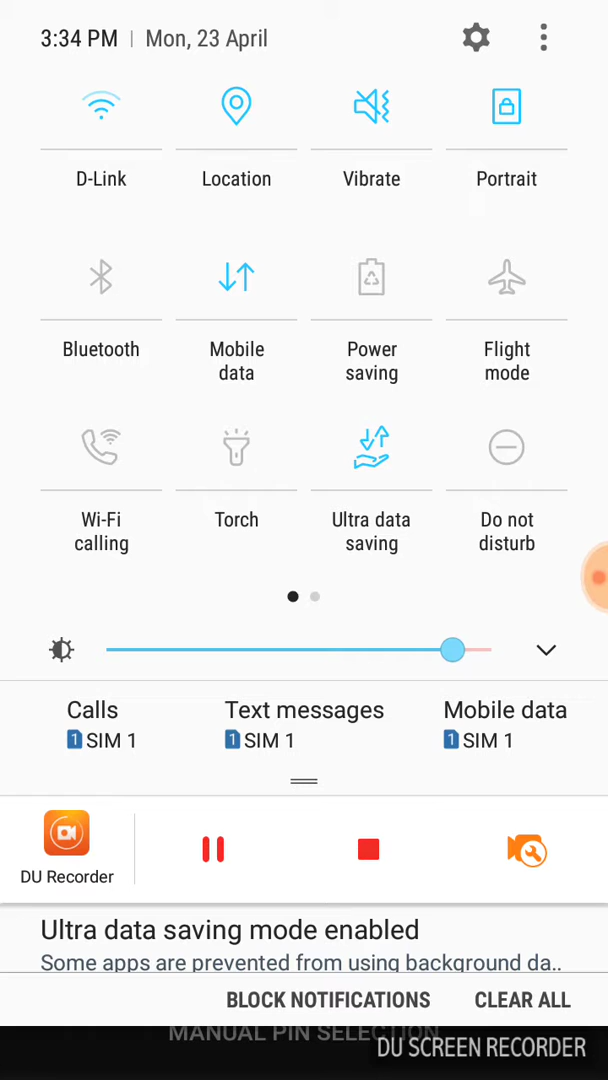 3:34 PM | Mon, 23 April
D-Link
Location
Vibrate
Portrait
Bluetooth
Mobile
data
Power
saving
Flight
mode
Wi-Fi
calling
Torch
Ultra data
saving
Do not
disturb
Calls
1 SIM 1
Text messages
1 SIM 1
Mobile data
1 SIM 1
DU Recorder
Ultra data saving mode enabled
Some apps are prevented from using background da..
BLOCK NOTIFICATIONS CLEAR ALL
MANUAL PIN SELECTION
DU SCREEN RECORDER